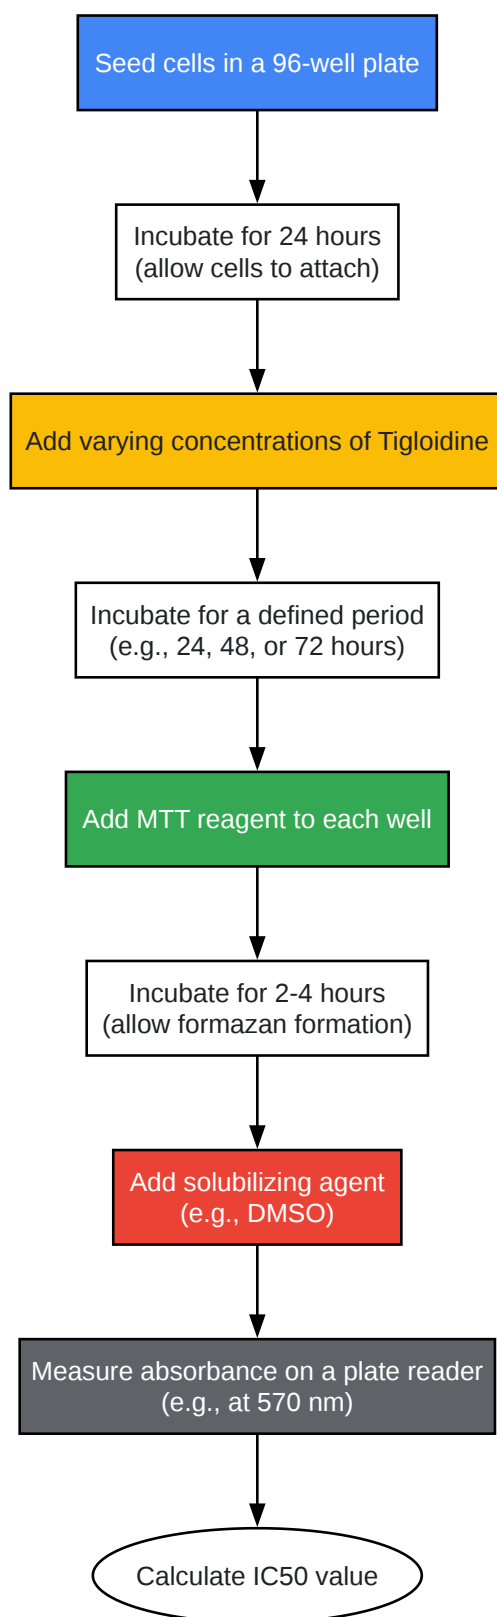 Seed cells in a 96-well plate
Incubate for 24 hours
(allow cells to attach)
Add varying concentrations of Tigloidine
Incubate for a defined period
(e.g., 24, 48, or 72 hours)
Add MTT reagent to each well
Incubate for 2-4 hours
(allow formazan formation)
Add solubilizing agent
(e.g., DMSO)
Measure absorbance on a plate reader
(e.g., at 570 nm)
Calculate IC50 value